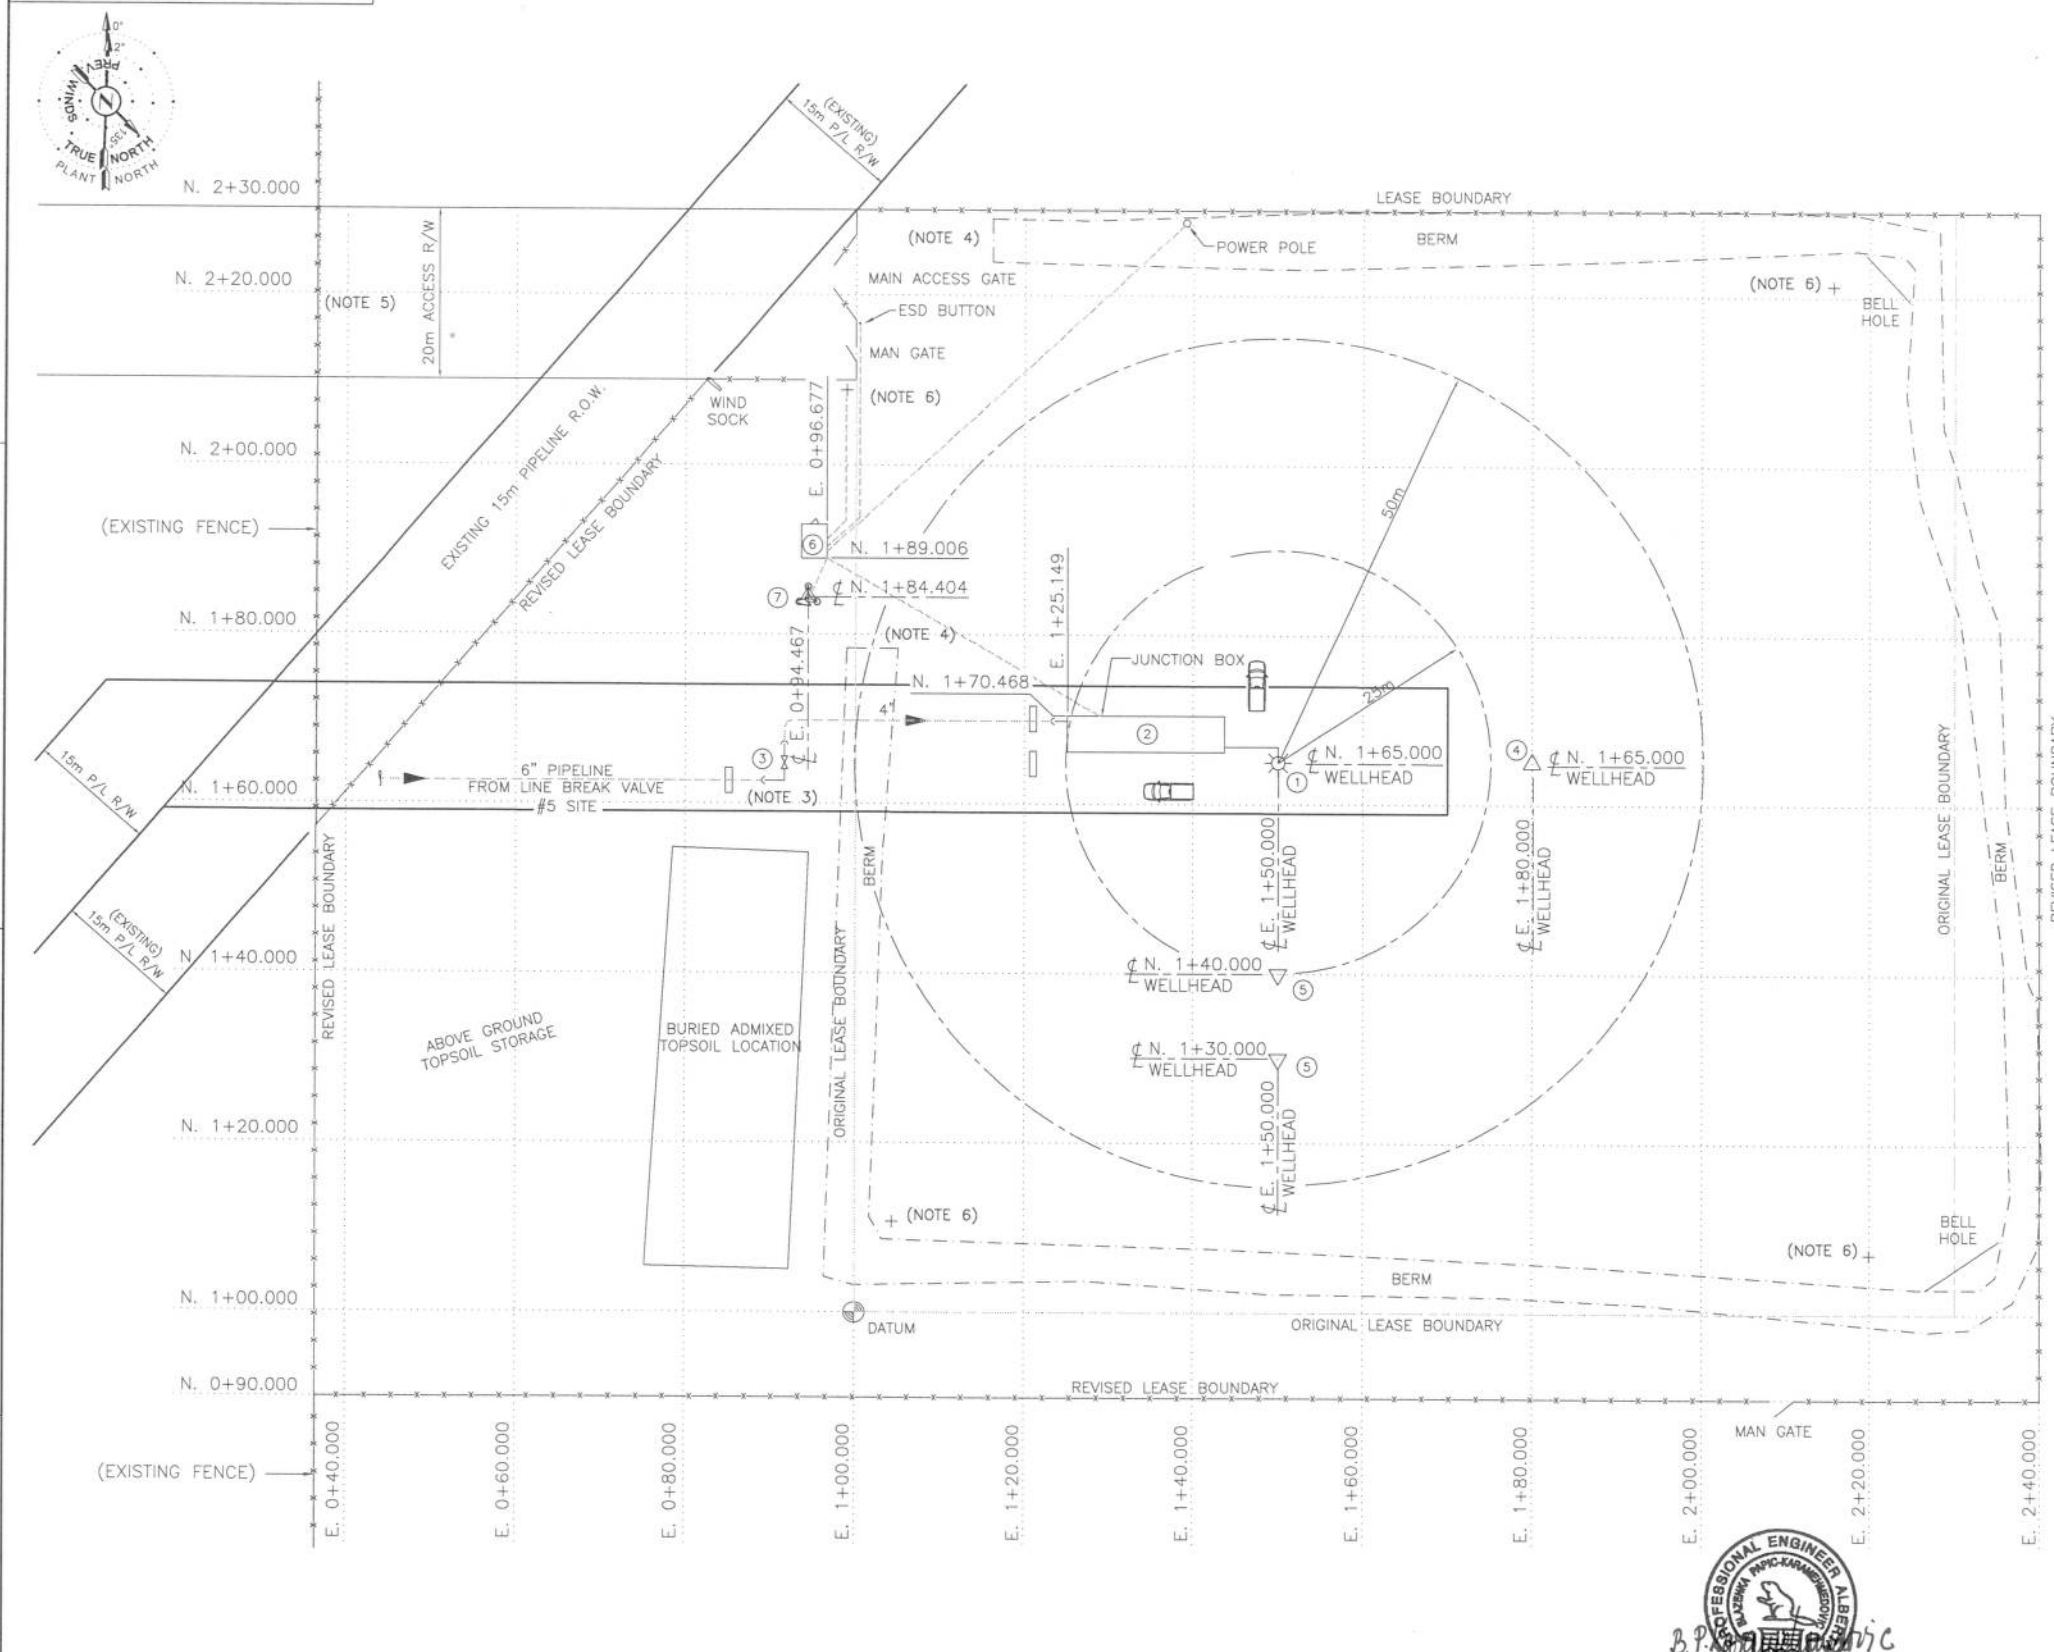 0°
2°
PREV.
WINDS
N
135°
TRUE NORTH
PLANT NORTH
(EXISTING)
15m P/L R/W
N. 2+30.000
LEASE BOUNDARY
20m ACCESS R/W
(NOTE 4)
POWER POLE
BERM
N. 2+20.000
MAIN ACCESS GATE
(NOTE 6)
(NOTE 5)
ESD BUTTON
BELL
HOLE
MAN GATE
(NOTE 6)
WIND
SOCK
E. 0+96.677
EXISTING 15m PIPELINE R.O.W.
N. 2+00.000
REVISED LEASE BOUNDARY
50m
(EXISTING FENCE)
6
N. 1+89.006
7
℄ N. 1+84.404
E. 1+25.149
N. 1+80.000
(NOTE 4)
℄ E. 0+94.467
JUNCTION BOX
N. 1+70.468
25m
4"
2
ORIGINAL LEASE BOUNDARY
REVISED LEASE BOUNDARY
15m P/L R/W
3
6" PIPELINE
FROM LINE BREAK VALVE
#5 SITE
(NOTE 3)
1
℄ N. 1+65.000
WELLHEAD
4
℄ N. 1+65.000
WELLHEAD
N. 1+60.000
℄ E. 1+50.000
WELLHEAD
℄ E. 1+80.000
WELLHEAD
BERM
BERM
REVISED LEASE BOUNDARY
(EXISTING)
15m P/L R/W
N. 1+40.000
℄ N. 1+40.000
WELLHEAD
5
ORIGINAL LEASE BOUNDARY
ABOVE GROUND
TOPSOIL STORAGE
BURIED ADMIXED
TOPSOIL LOCATION
℄ N. 1+30.000
WELLHEAD
5
N. 1+20.000
℄ E. 1+50.000
WELLHEAD
(NOTE 6)
BELL
HOLE
(NOTE 6)
BERM
N. 1+00.000
DATUM
ORIGINAL LEASE BOUNDARY
N. 0+90.000
REVISED LEASE BOUNDARY
MAN GATE
(EXISTING FENCE)
E. 0+40.000
E. 0+60.000
E. 0+80.000
E. 1+00.000
E. 1+20.000
E. 1+40.000
E. 1+60.000
E. 1+80.000
E. 2+00.000
E. 2+20.000
E. 2+40.000
PROFESSIONAL ENGINEER
BLAZENKA PAPIC-KARAMEHMEDOVIC
B.P.